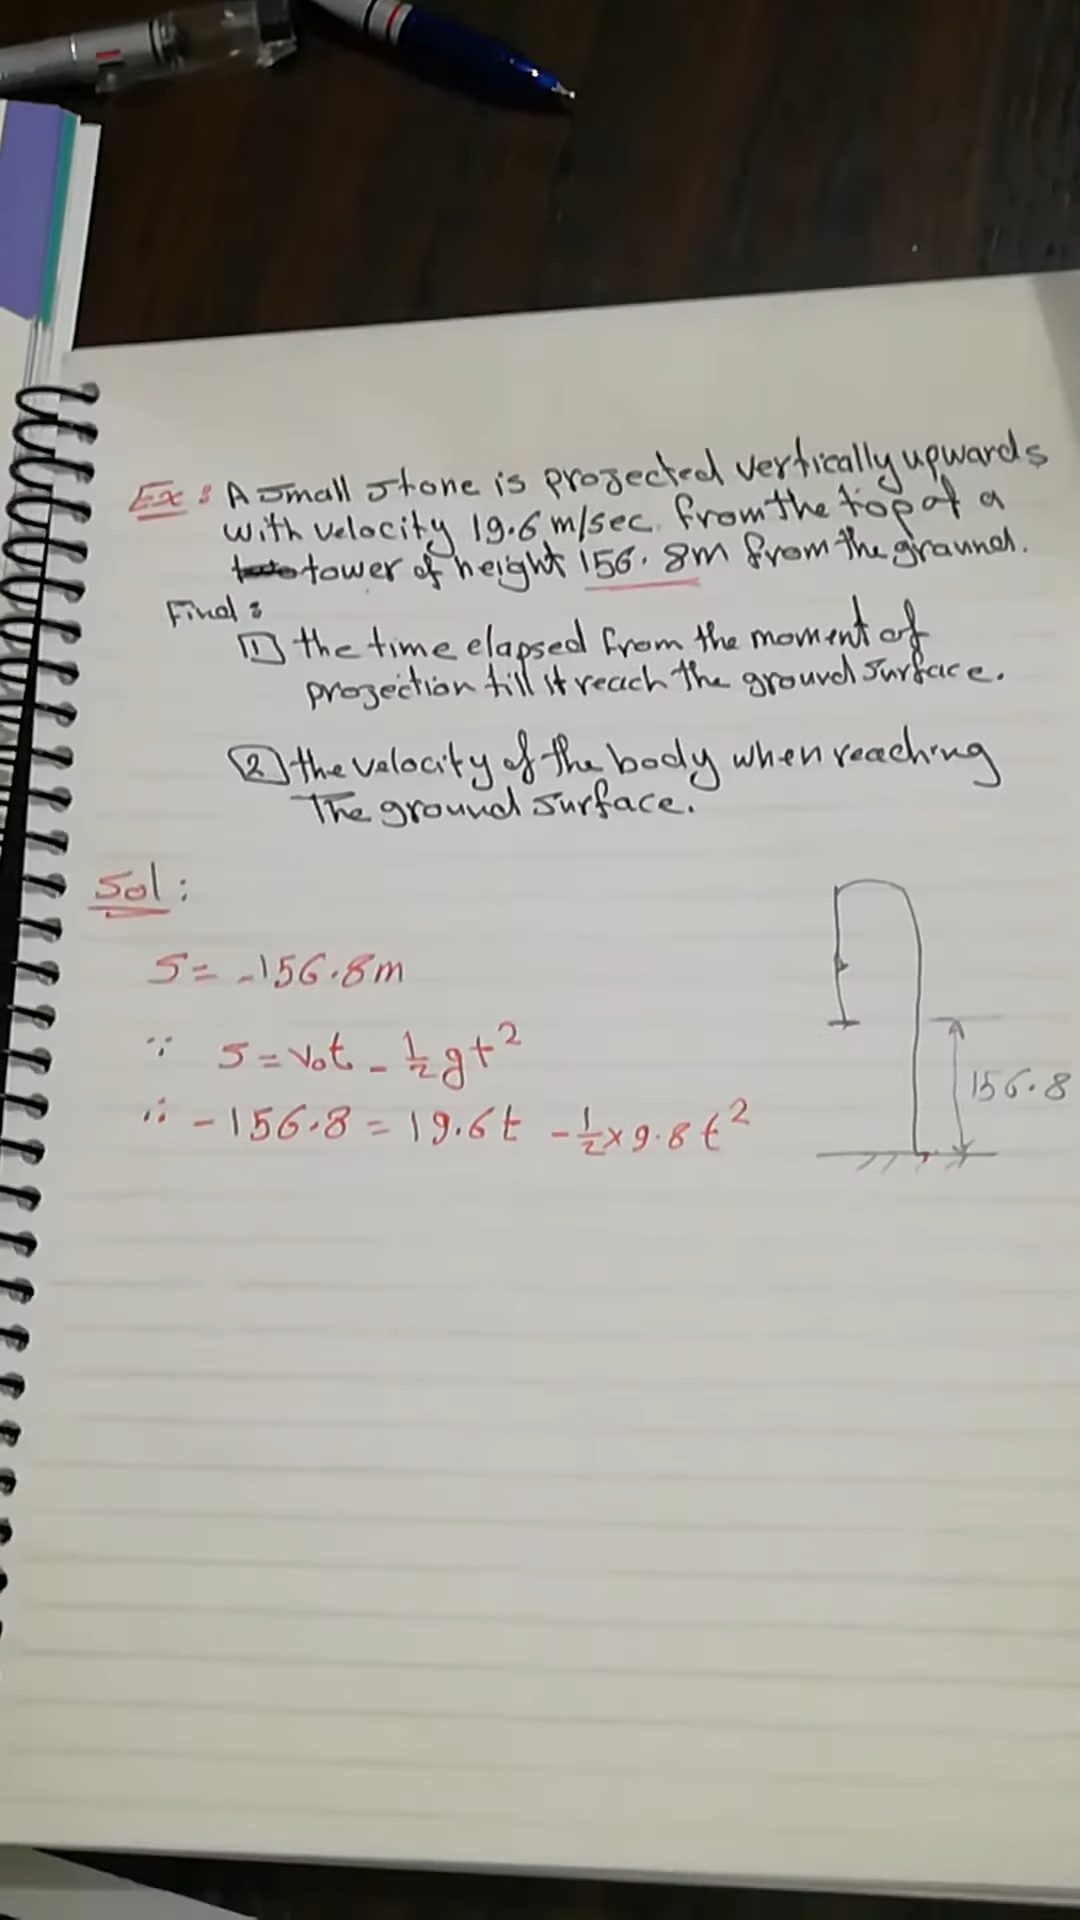 Ex: A small stone is projected vertically upwards
with velocity 19.6 m/sec. from the top of a
tower of height 156.8m from the ground.
Find:
(1) the time elapsed from the moment of
projection till it reach the ground surface.
(2) the velocity of the body when reaching
The ground surface.
Sol:
S = -156.8m
∵ S = V₀t - ½gt²
∴ -156.8 = 19.6t - ½×9.8t²
156.8